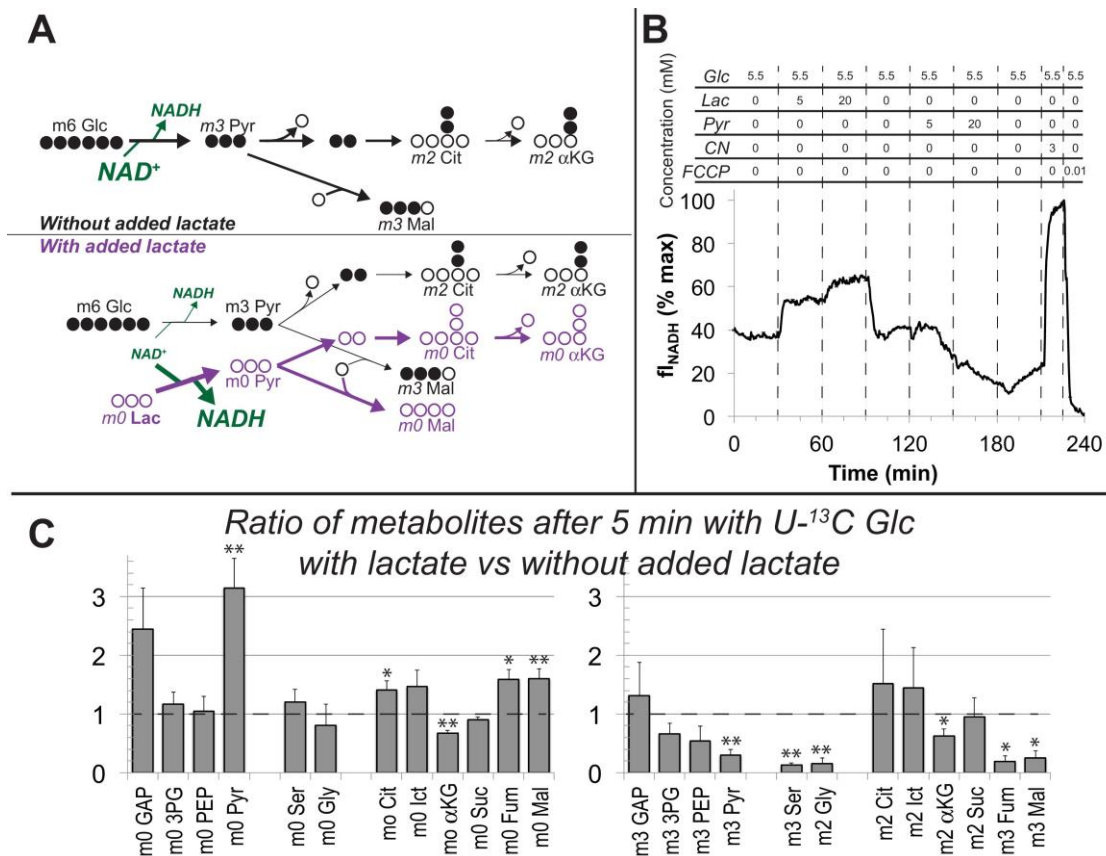 A
m6 Glc
NADH
NAD+
m3 Pyr
m2 Cit
m2 αKG
m3 Mal
Without added lactate
With added lactate
m6 Glc
NADH
NAD+
m3 Pyr
m2 Cit
m2 αKG
m0 Lac
NADH
m0 Pyr
m0 Cit
m0 αKG
m3 Mal
m0 Mal
B
Concentration (mM)
Glc 5.5 5.5 5.5 5.5 5.5 5.5 5.5 5.5 5.5
Lac 0 5 20 0 0 0 0 0 0
Pyr 0 0 0 0 5 20 0 0 0
CN 0 0 0 0 0 0 0 3 0
FCCP 0 0 0 0 0 0 0 0 0.01
flNADH (% max)
100
80
60
40
20
0
0 60 120 180 240
Time (min)
C
Ratio of metabolites after 5 min with U-13C Glc
with lactate vs without added lactate
3
2
1
0
** * ** * **
m0 GAP
m0 3PG
m0 PEP
m0 Pyr
m0 Ser
m0 Gly
mo Cit
m0 Ict
mo αKG
m0 Suc
m0 Fum
m0 Mal
3
2
1
0
** ** ** * * *
m3 GAP
m3 3PG
m3 PEP
m3 Pyr
m3 Ser
m2 Gly
m2 Cit
m2 Ict
m2 αKG
m2 Suc
m3 Fum
m3 Mal